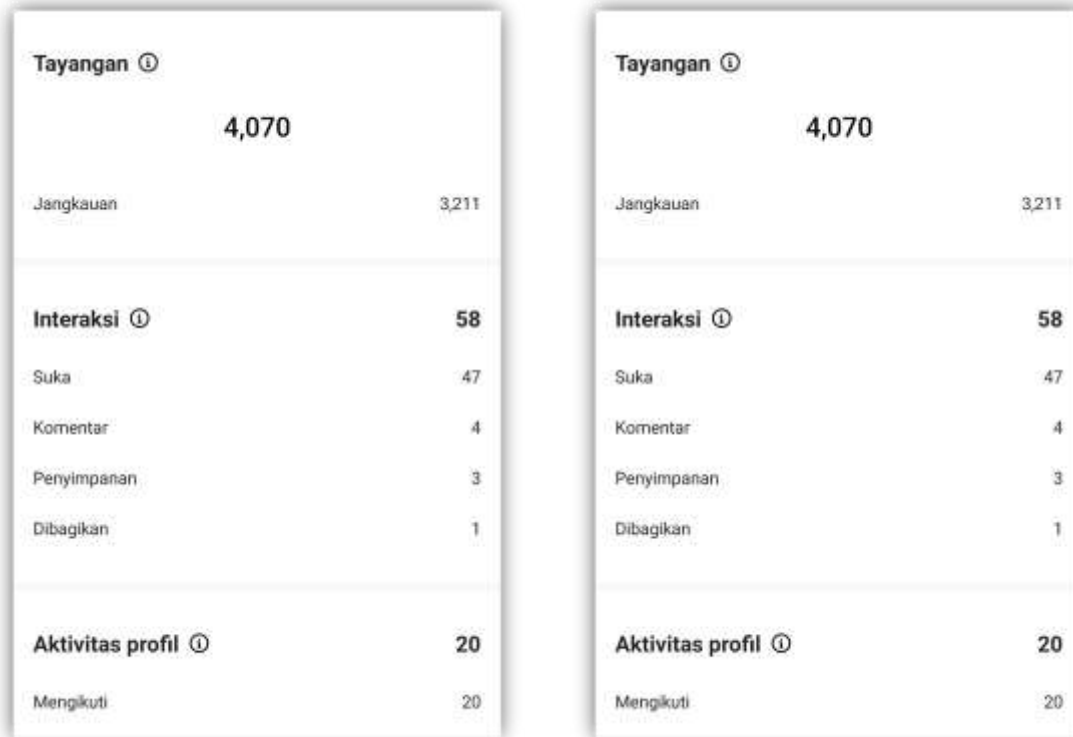 Tayangan
4,070
Jangkauan 3,211
Interaksi 58
Suka 47
Komentar 4
Penyimpanan 3
Dibagikan 1
Aktivitas profil 20
Mengikuti 20
Tayangan
4,070
Jangkauan 3,211
Interaksi 58
Suka 47
Komentar 4
Penyimpanan 3
Dibagikan 1
Aktivitas profil 20
Mengikuti 20